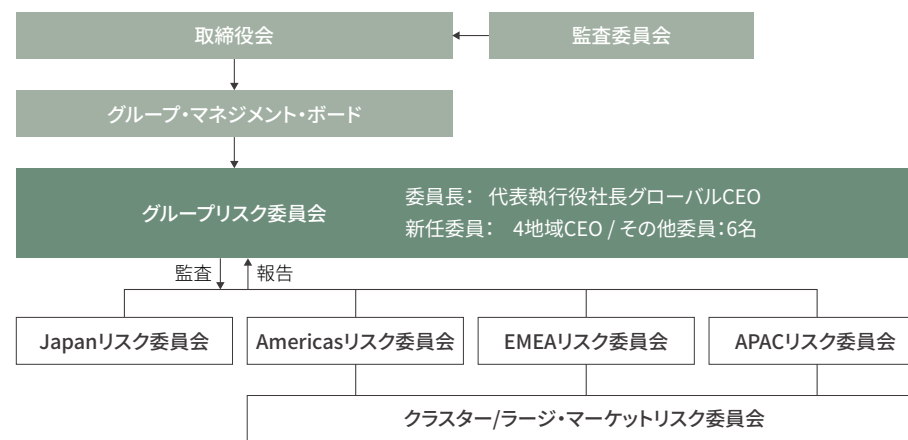 取締役会
監査委員会
グループ・マネジメント・ボード
グループリスク委員会
委員長： 代表執行役社長グローバルCEO
新任委員： 4地域CEO / その他委員：6名
監査
報告
Japanリスク委員会
Americasリスク委員会
EMEAリスク委員会
APACリスク委員会
クラスター/ラージ・マーケットリスク委員会